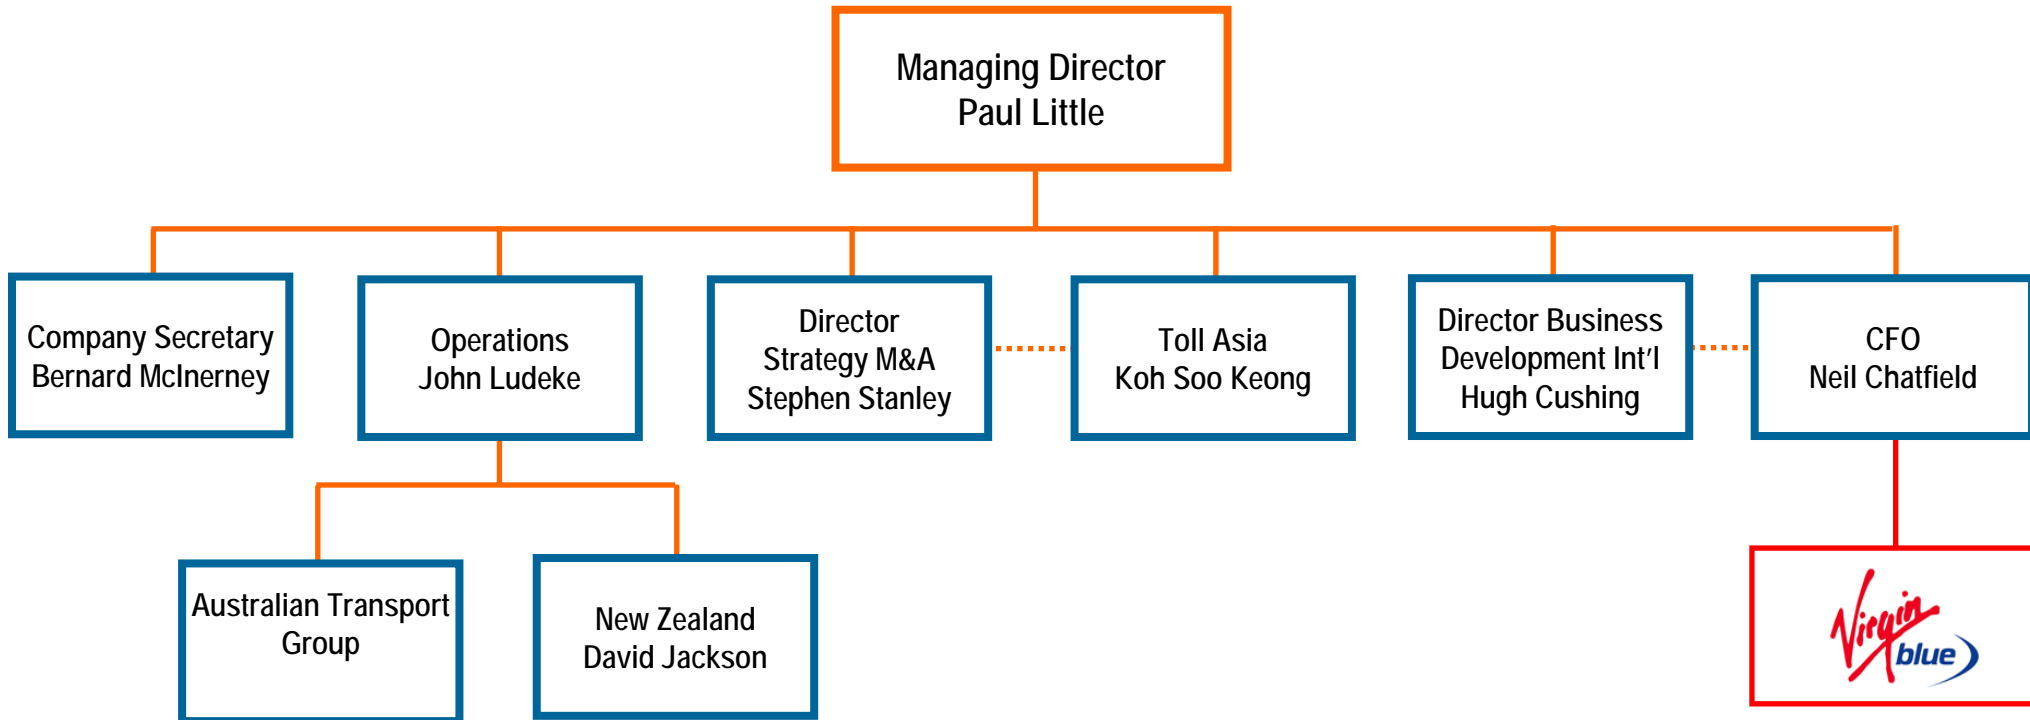 Managing Director
Paul Little
Company Secretary
Bernard McInerney
Operations
John Ludeke
Director
Strategy M&A
Stephen Stanley
Toll Asia
Koh Soo Keong
Director Business
Development Int'l
Hugh Cushing
CFO
Neil Chatfield
Australian Transport
Group
New Zealand
David Jackson
Virgin
blue